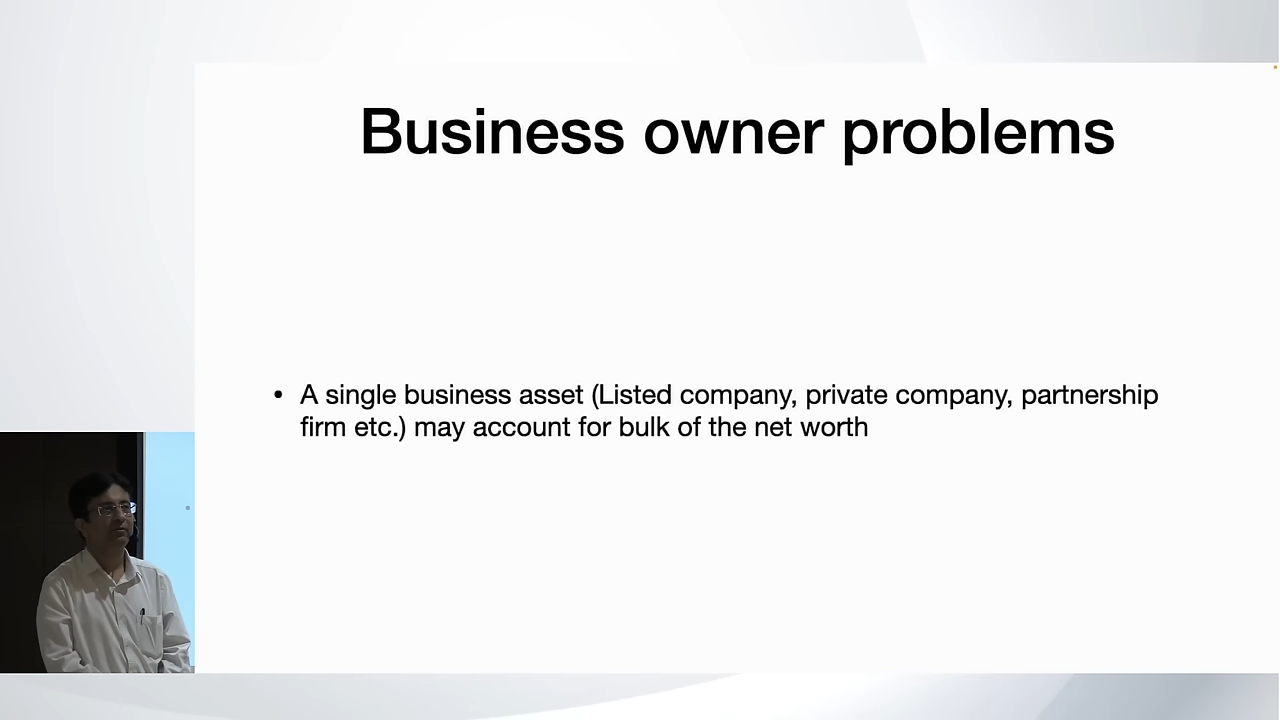 Business owner problems
• A single business asset (Listed company, private company, partnership
firm etc.) may account for bulk of the net worth